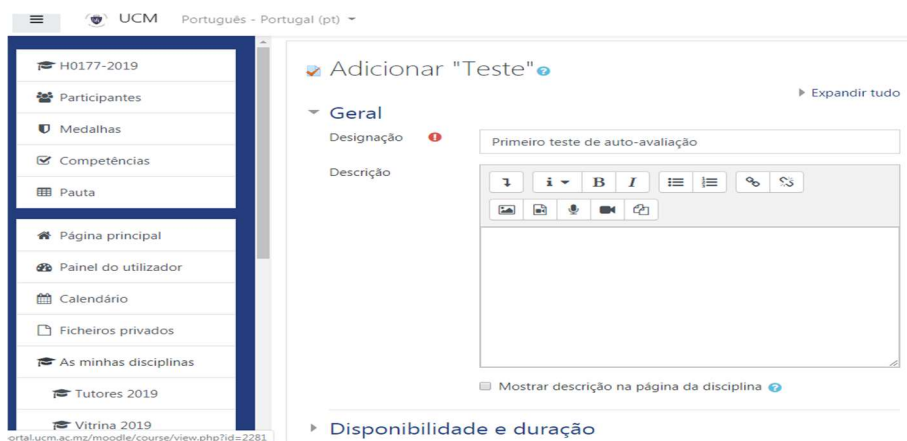 UCM Português - Portugal (pt)
H0177-2019
Participantes
Medalhas
Competências
Pauta
Página principal
Painel do utilizador
Calendário
Ficheiros privados
As minhas disciplinas
Tutores 2019
Vitrina 2019
ortal.ucm.ac.mz/moodle/course/view.php?id=2281
Adicionar "Teste"
Expandir tudo
Geral
Designação
Primeiro teste de auto-avaliação
Descrição
i B I
Mostrar descrição na página da disciplina
Disponibilidade e duração